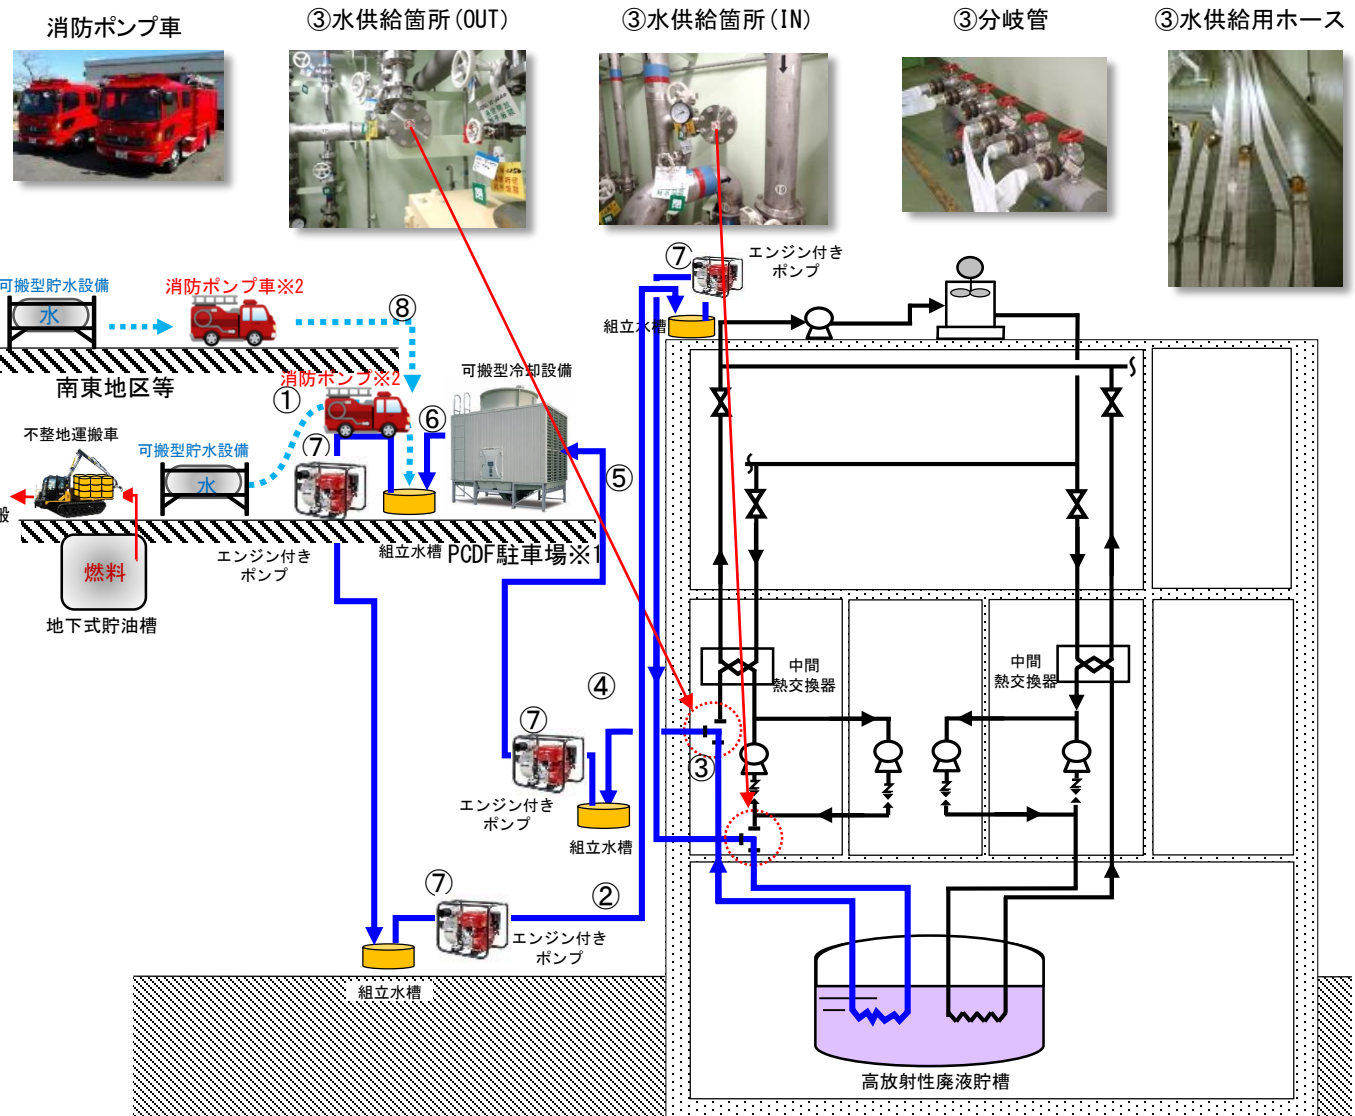 消防ポンプ車
③水供給箇所(OUT)
③水供給箇所(IN)
③分岐管
③水供給用ホース
⑦
エンジン付き
ポンプ
可搬型貯水設備
水
消防ポンプ車※2
⑧
組立水槽
南東地区等
消防ポンプ※2
①
可搬型冷却設備
⑥
⑦
不整地運搬車
可搬型貯水設備
水
⑤
搬
エンジン付き
ポンプ
組立水槽
PCDF駐車場※1
燃料
地下式貯油槽
中間
熱交換器
中間
熱交換器
④
⑦
③
エンジン付き
ポンプ
組立水槽
⑦
②
エンジン付き
ポンプ
組立水槽
高放射性廃液貯槽